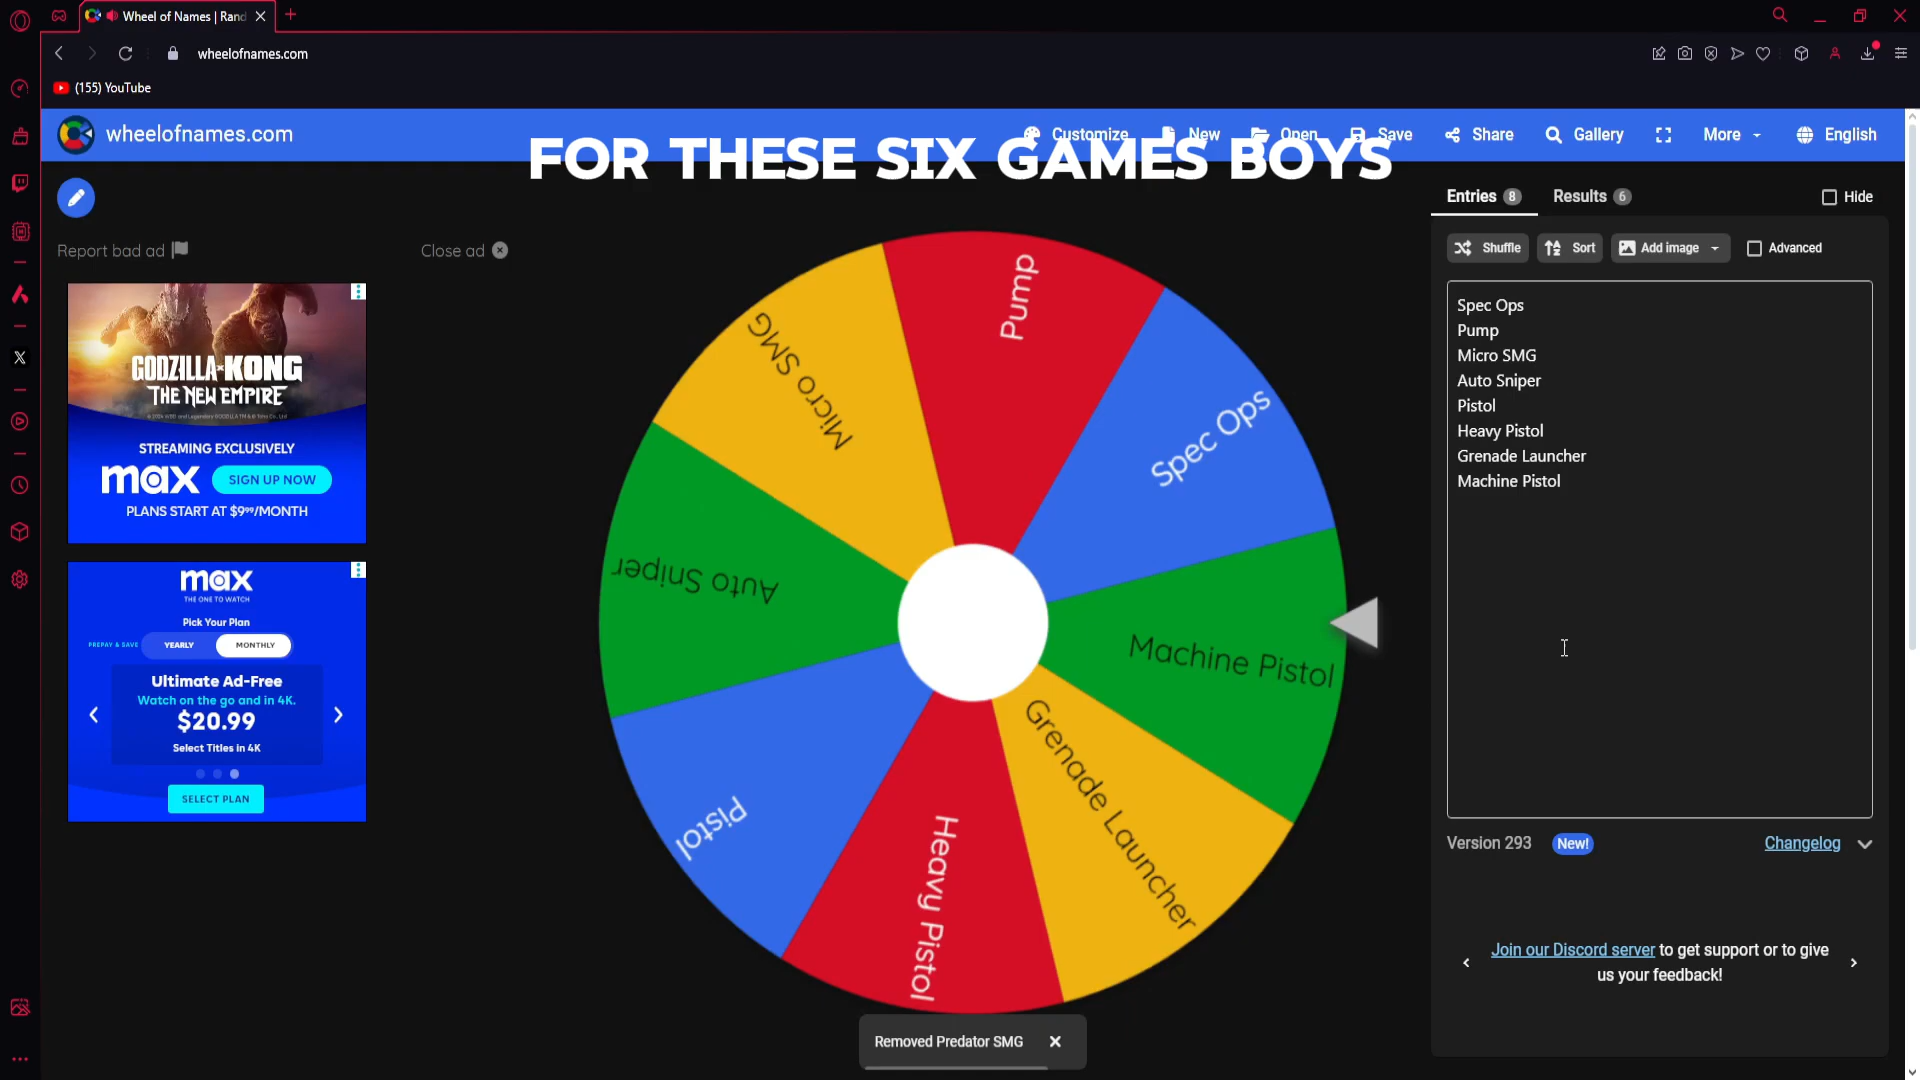 Wheel of Names | Rand
wheelofnames.com
(155) YouTube
wheelofnames.com
Customize
New
Open
Save
Share
Gallery
More
English
FOR THESE SIX GAMES BOYS
Entries 8
Results 6
Hide
Report bad ad
Close ad
Shuffle
Sort
Add image
Advanced
Spec Ops
Pump
Micro SMG
Auto Sniper
Pistol
Heavy Pistol
Grenade Launcher
Machine Pistol
GODZILLA x KONG
THE NEW EMPIRE
STREAMING EXCLUSIVELY
max
SIGN UP NOW
PLANS START AT $9.99/MONTH
max
THE ONE TO WATCH
Pick Your Plan
PREPAY & SAVE
YEARLY
MONTHLY
Ultimate Ad-Free
Watch on the go and in 4K.
$20.99
Select Titles in 4K
SELECT PLAN
Pump
Spec Ops
Machine Pistol
Grenade Launcher
Heavy Pistol
Pistol
Auto Sniper
Micro SMG
Version 293
New!
Changelog
Join our Discord server to get support or to give
us your feedback!
Removed Predator SMG